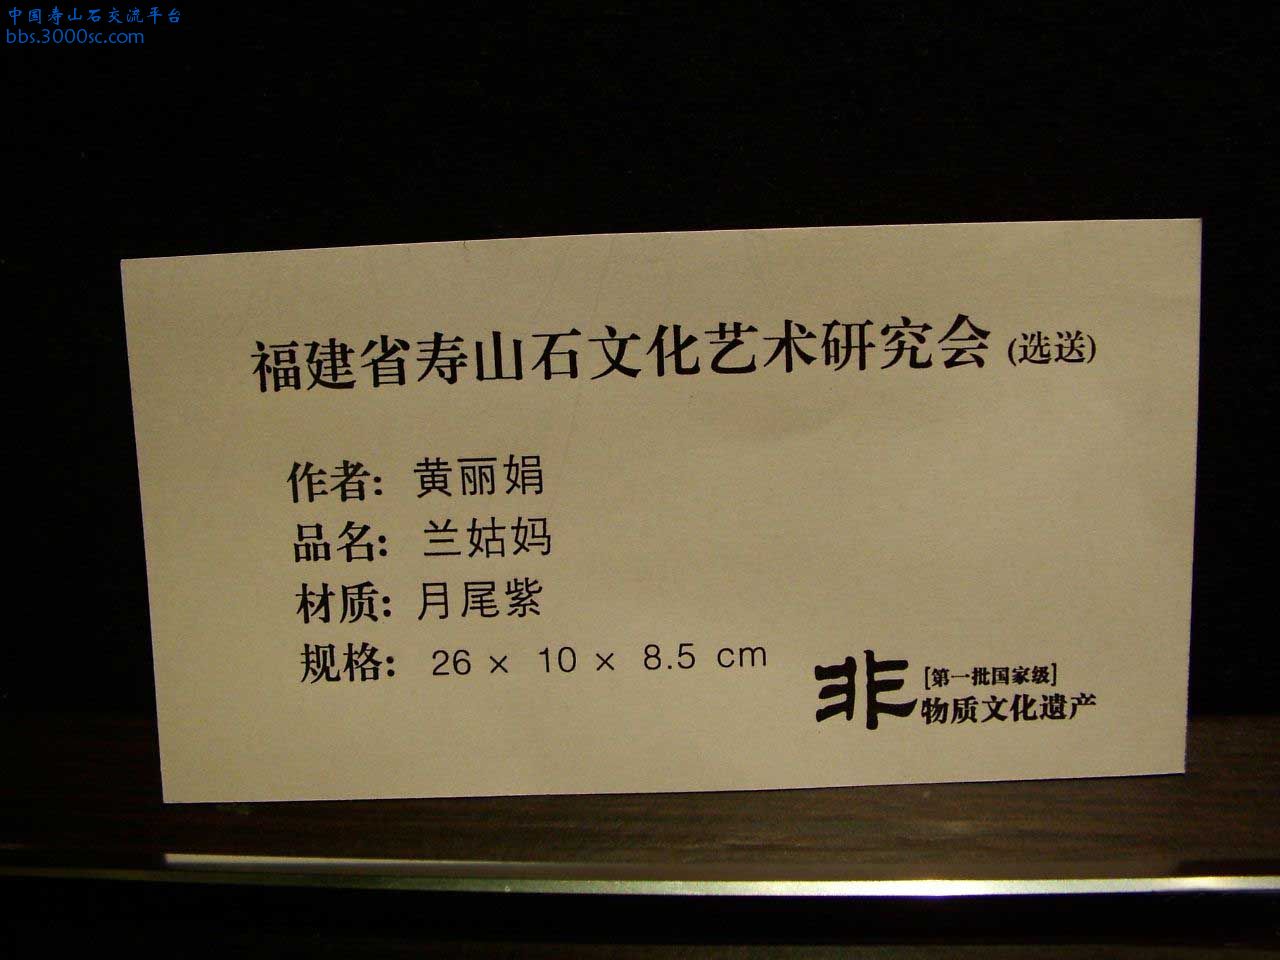 中国寿山石交流平台
bbs.3000sc.com
福建省寿山石文化艺术研究会 (选送)
作者: 黄丽娟
品名: 兰姑妈
材质: 月尾紫
规格: 26 × 10 × 8.5 cm
非 [第一批国家级]
物质文化遗产